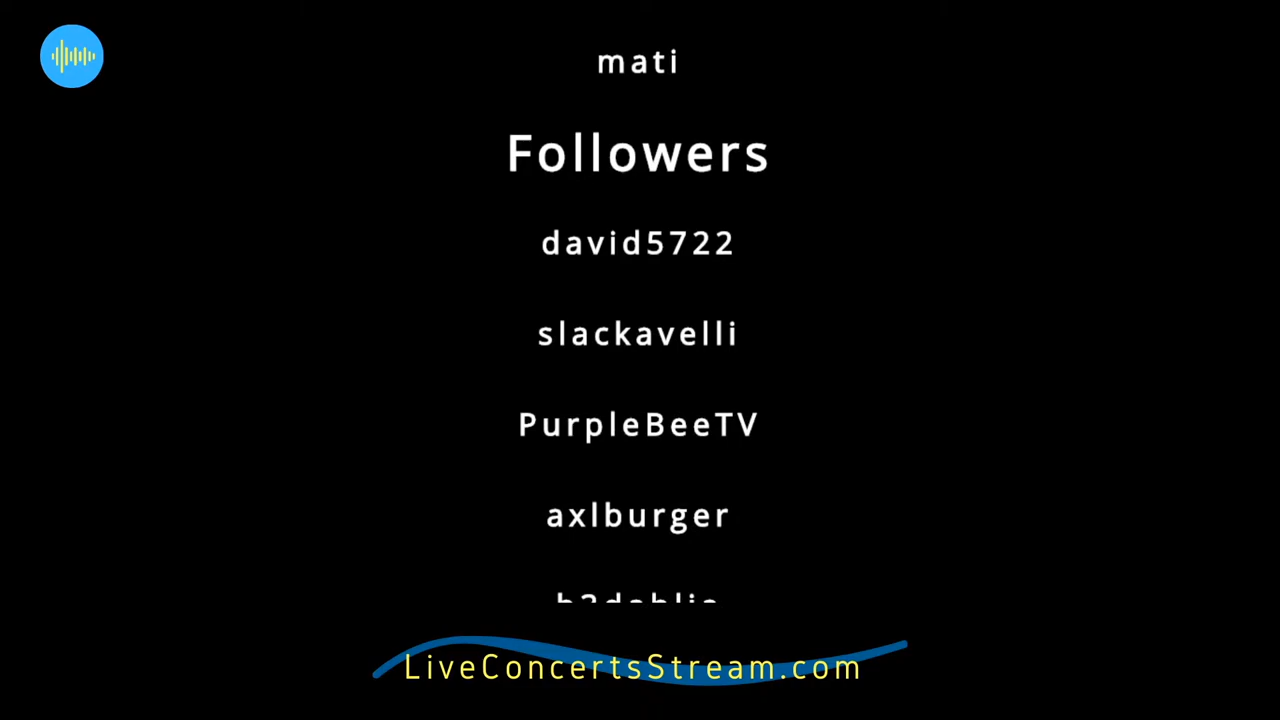 mati
Followers
david5722
slackavelli
PurpleBeeTV
axlburger
LiveConcertsStream.com